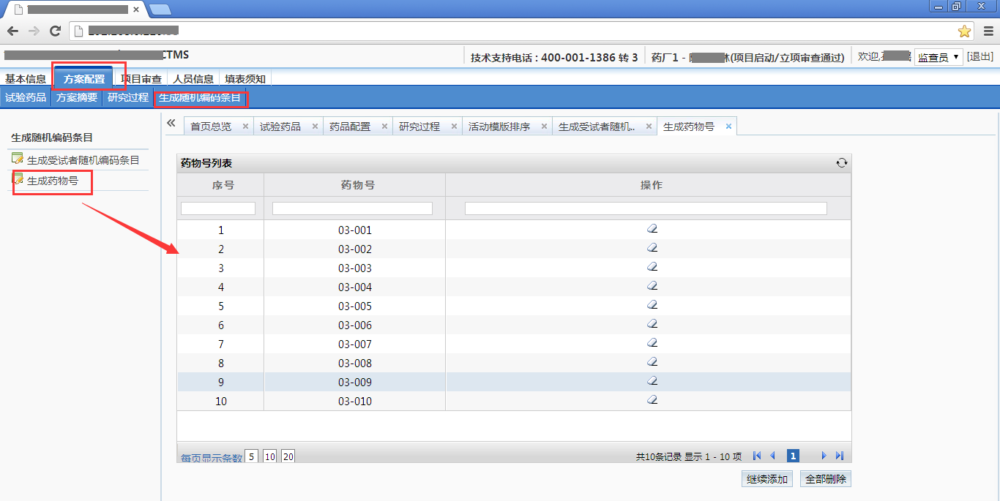 CTMS
技术支持电话：400-001-1386 转 3
药厂1 - 林(项目启动/立项审查通过)
欢迎, 监查员 [退出]
基本信息 方案配置 项目审查 人员信息 填表须知
试验药品 方案摘要 研究过程 生成随机编码条目
首页总览 试验药品 药品配置 研究过程 活动模版排序 生成受试者随机.. 生成药物号
生成随机编码条目
生成受试者随机编码条目
生成药物号
药物号列表
序号 药物号 操作
1 03-001
2 03-002
3 03-003
4 03-004
5 03-005
6 03-006
7 03-007
8 03-008
9 03-009
10 03-010
每页显示条数 5 10 20 共10条记录 显示 1 - 10 项 1
继续添加 全部删除